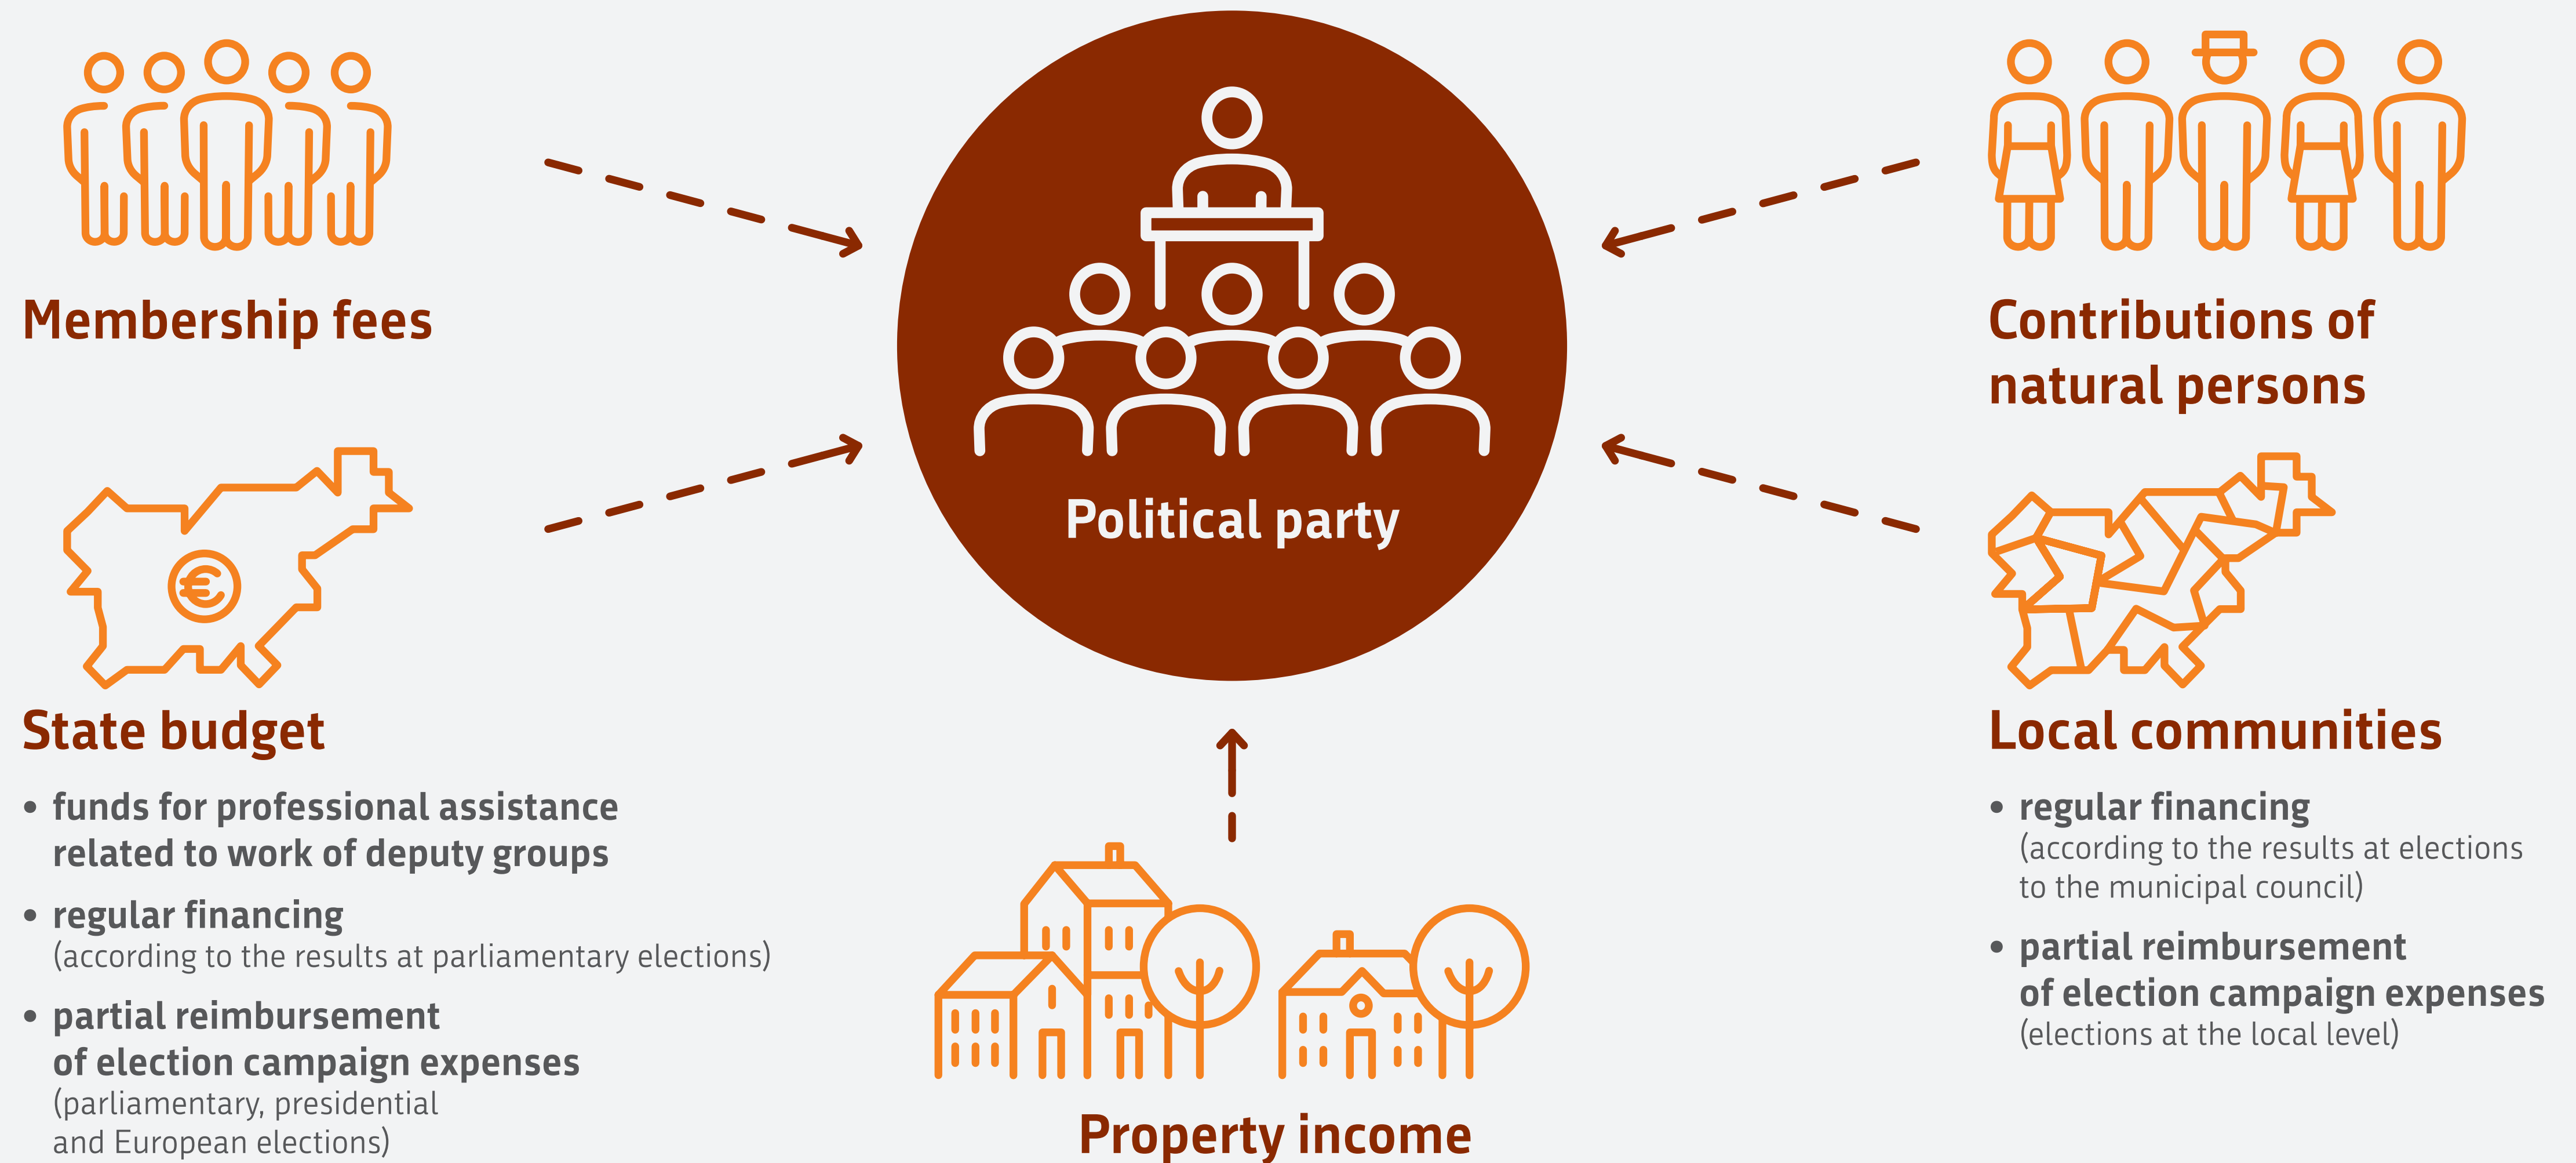 Membership fees
Political party
Contributions of
natural persons
State budget
• funds for professional assistance
related to work of deputy groups
• regular financing
(according to the results at parliamentary elections)
• partial reimbursement
of election campaign expenses
(parliamentary, presidential
and European elections)
Property income
Local communities
• regular financing
(according to the results at elections
to the municipal council)
• partial reimbursement
of election campaign expenses
(elections at the local level)